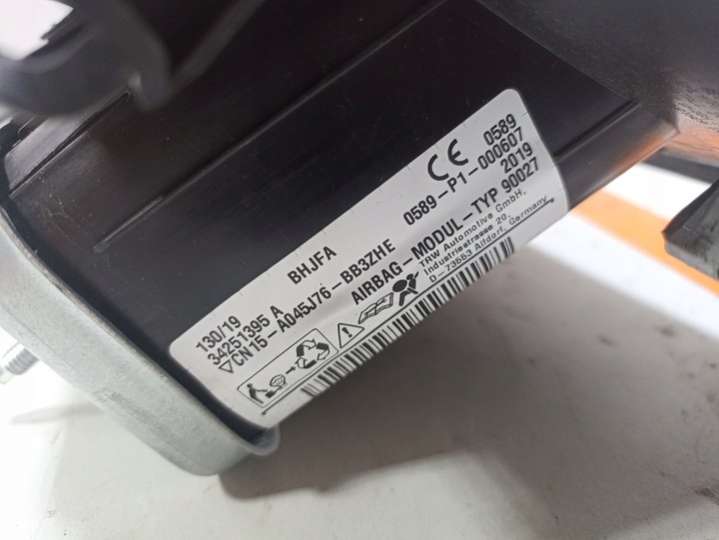 130/19 BHJFA CE 0589
34251395 A 0589-P1-000607
▽CN15-A045J76-BB3ZHE 2019
AIRBAG-MODUL-TYP 90027
TRW Automotive GmbH,
Industriestrasse 20,
D-73553 Alfdorf, Germany